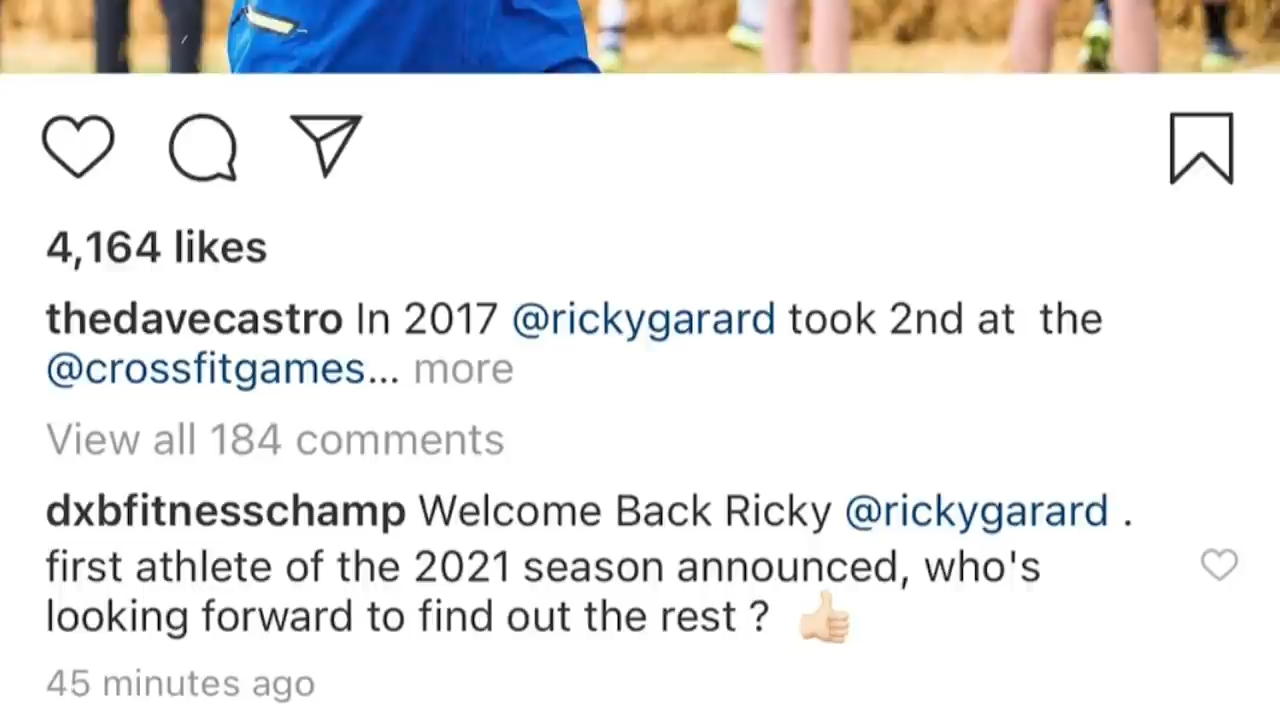 4,164 likes
thedavecastro In 2017 @rickygarard took 2nd at the
@crossfitgames... more
View all 184 comments
dxbfitnesschamp Welcome Back Ricky @rickygarard .
first athlete of the 2021 season announced, who's
looking forward to find out the rest ? 👍🏻
45 minutes ago